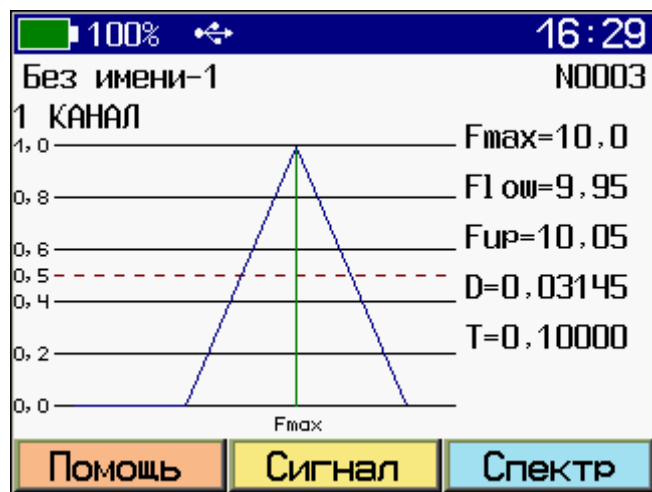 100% 16:29
Без имени-1 N0003
1 КАНАЛ
1,0
0,8
0,6
0,5
0,4
0,2
0,0
Fmax
Fmax=10,0
Flow=9,95
Fup=10,05
D=0,03145
T=0,10000
Помощь Сигнал Спектр